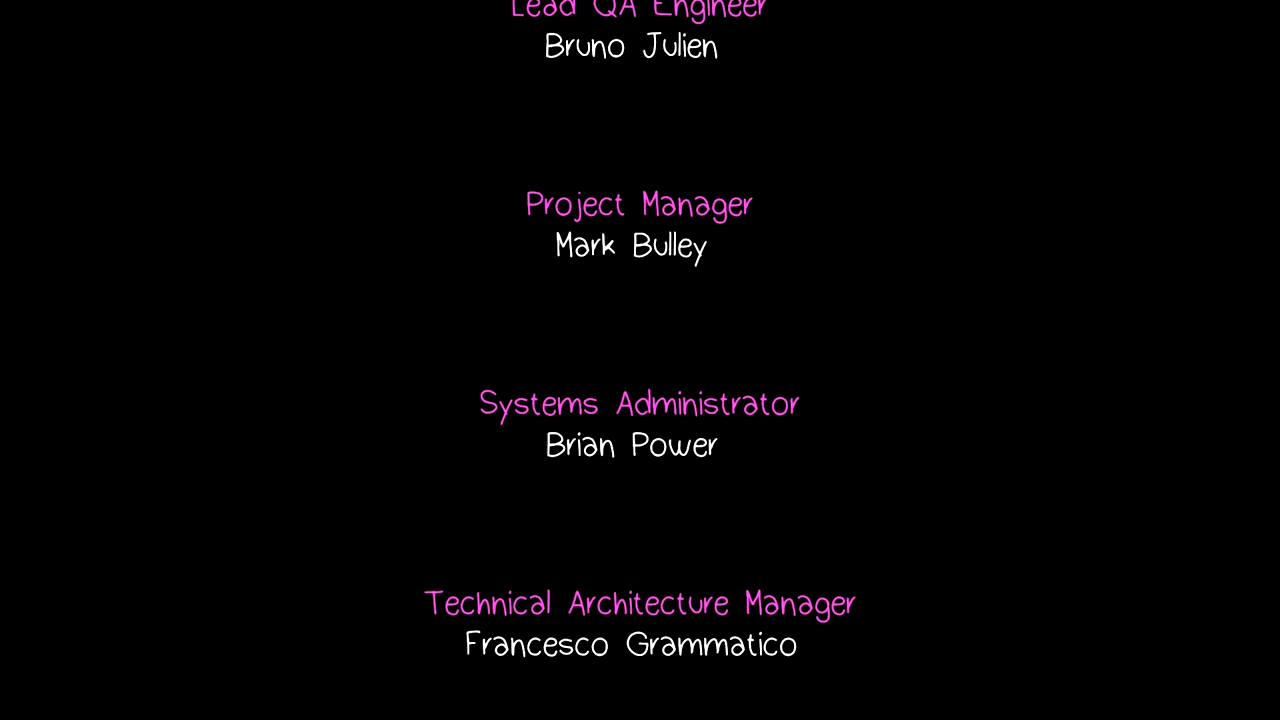 Lead QA Engineer
Bruno Julien
Project Manager
Mark Bulley
Systems Administrator
Brian Power
Technical Architecture Manager
Francesco Grammatico